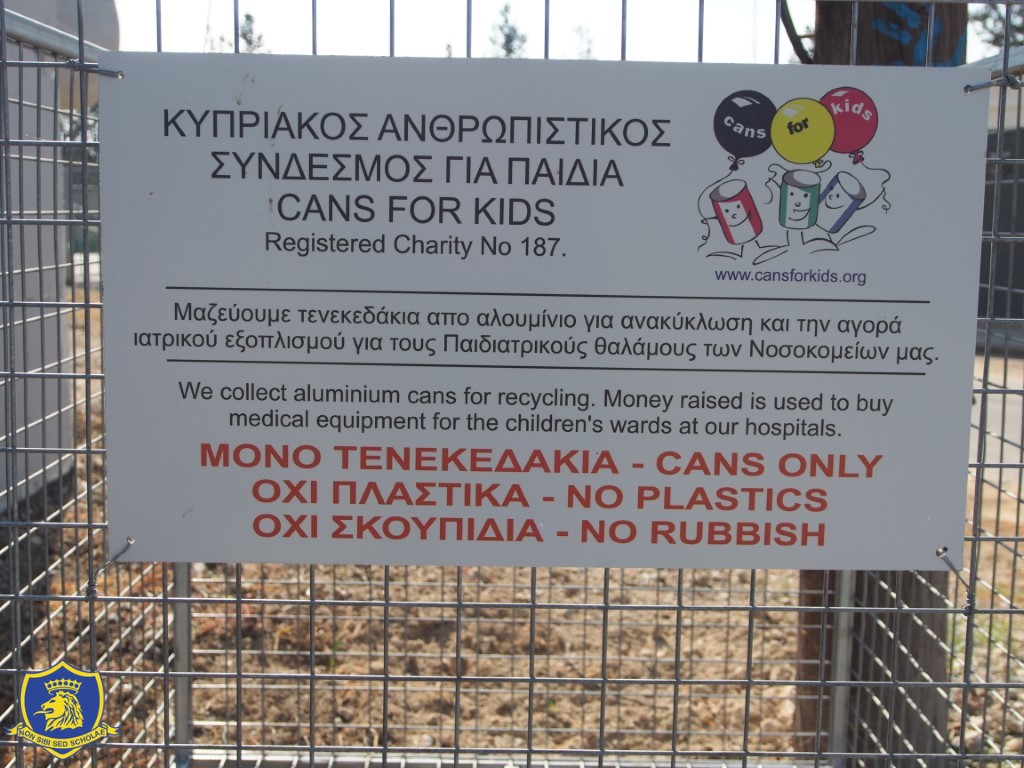 ΚΥΠΡΙΑΚΟΣ ΑΝΘΡΩΠΙΣΤΙΚΟΣ
ΣΥΝΔΕΣΜΟΣ ΓΙΑ ΠΑΙΔΙΑ
CANS FOR KIDS
Registered Charity No 187.
cans for kids
www.cansforkids.org
Μαζεύουμε τενεκεδάκια απο αλουμίνιο για ανακύκλωση και την αγορά
ιατρικού εξοπλισμού για τους Παιδιατρικούς θαλάμους των Νοσοκομείων μας.
We collect aluminium cans for recycling. Money raised is used to buy
medical equipment for the children's wards at our hospitals.
ΜΟΝΟ ΤΕΝΕΚΕΔΑΚΙΑ - CANS ONLY
ΟΧΙ ΠΛΑΣΤΙΚΑ - NO PLASTICS
ΟΧΙ ΣΚΟΥΠΙΔΙΑ - NO RUBBISH
NON SIBI SED SCHOLAE